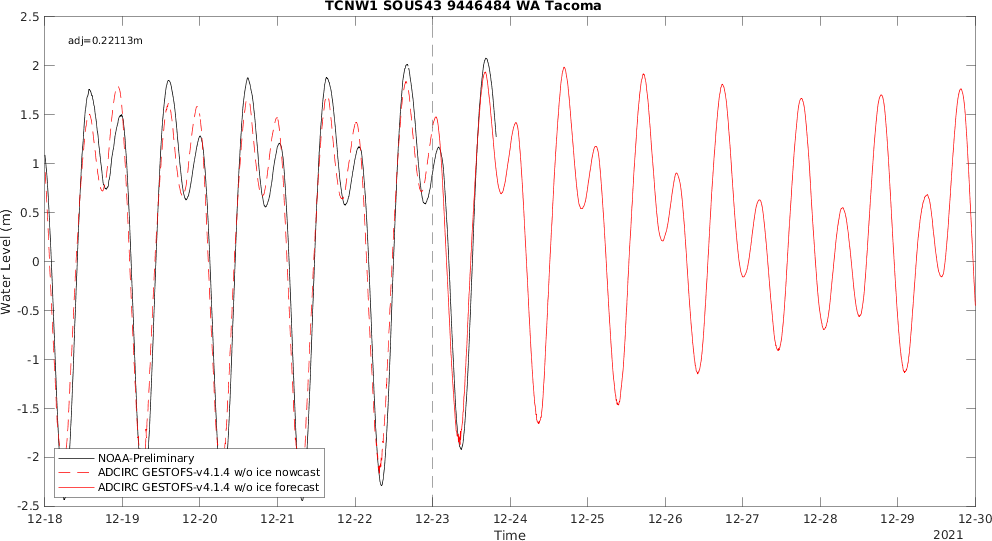 TCNW1 SOUS43 9446484 WA Tacoma
adj=0.22113m
2.5
2
1.5
1
0.5
0
-0.5
-1
-1.5
-2
-2.5
Water Level (m)
NOAA-Preliminary
ADCIRC GESTOFS-v4.1.4 w/o ice nowcast
ADCIRC GESTOFS-v4.1.4 w/o ice forecast
12-18 12-19 12-20 12-21 12-22 12-23 12-24 12-25 12-26 12-27 12-28 12-29 12-30
Time
2021